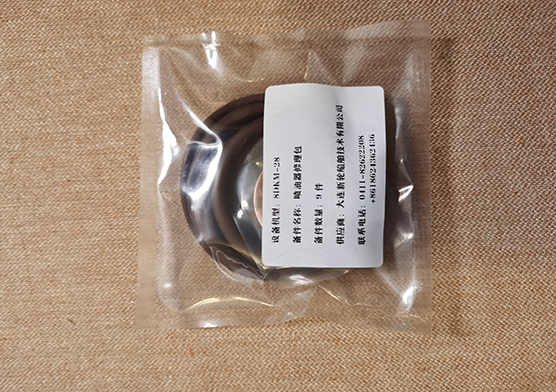 设备机型：8DKM-28
备件名称：喷油器修理包
备件数量：9 件
供应商：大连新轮船舶技术有限公司
联系电话：0411-82622208
+8618624362436